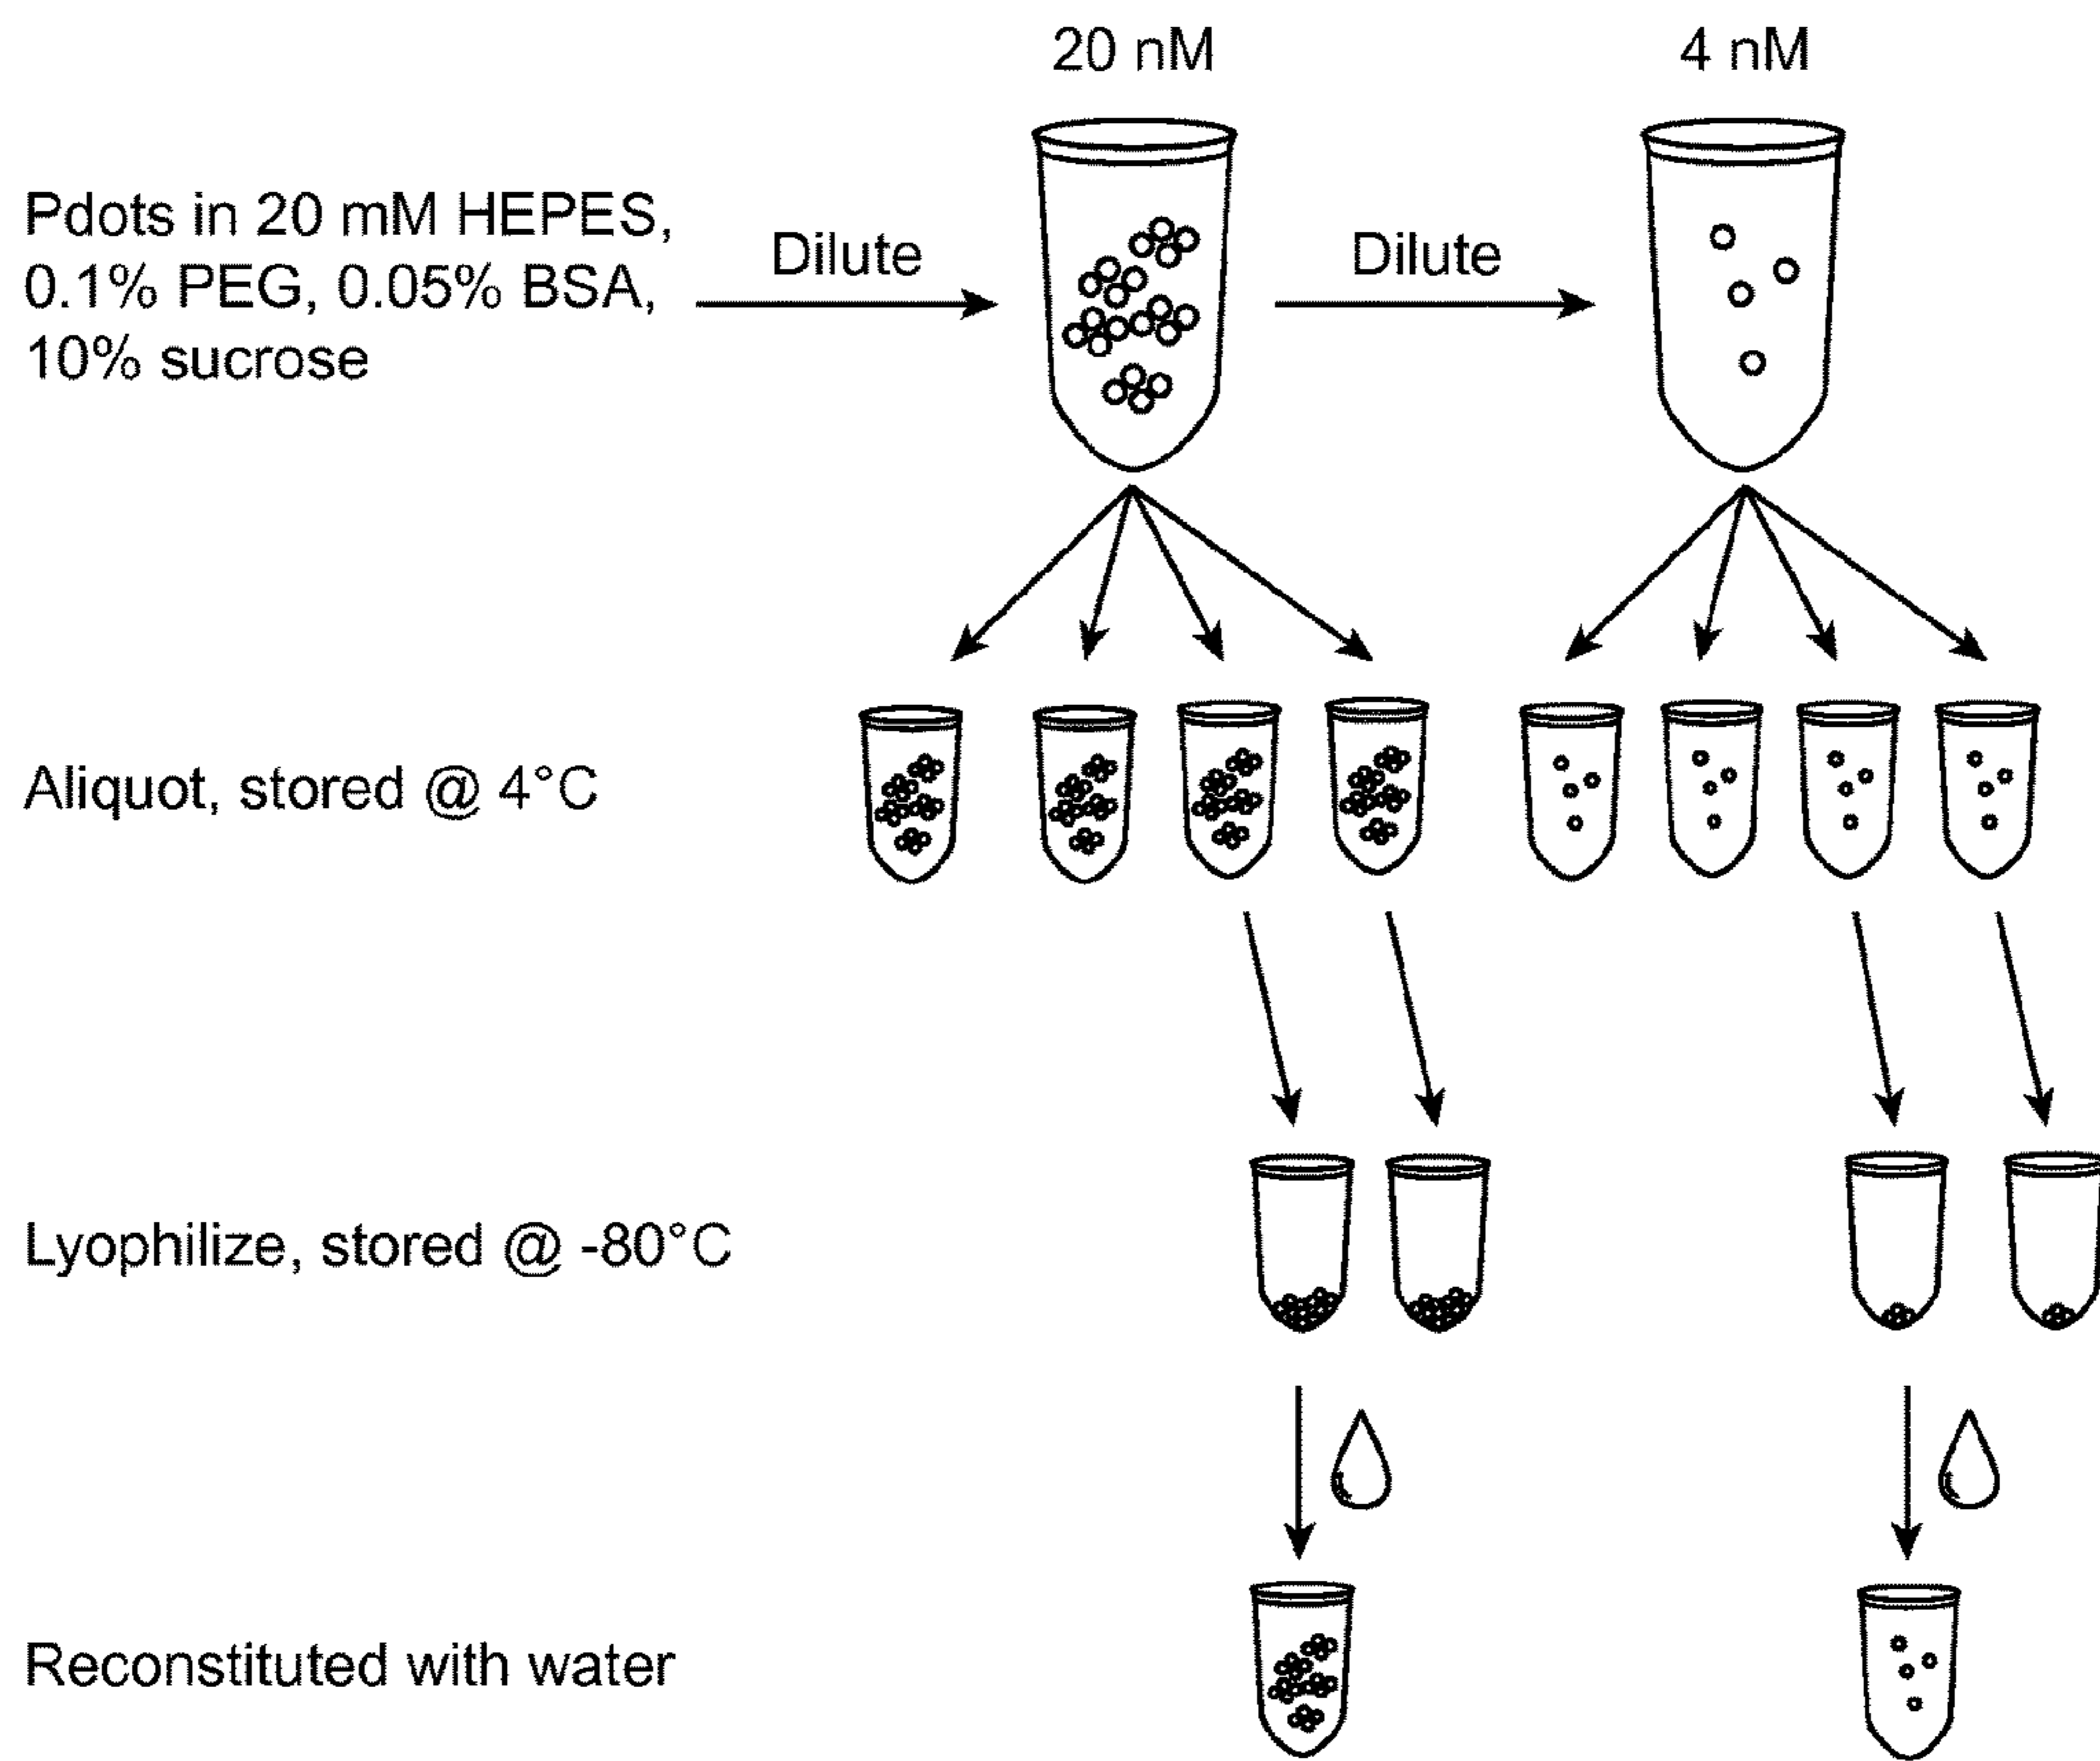 20 nM
4 nM
Pdots in 20 mM HEPES,
0.1% PEG, 0.05% BSA,
10% sucrose
Dilute
Dilute
Aliquot, stored @ 4°C
Lyophilize, stored @ -80°C
Reconstituted with water